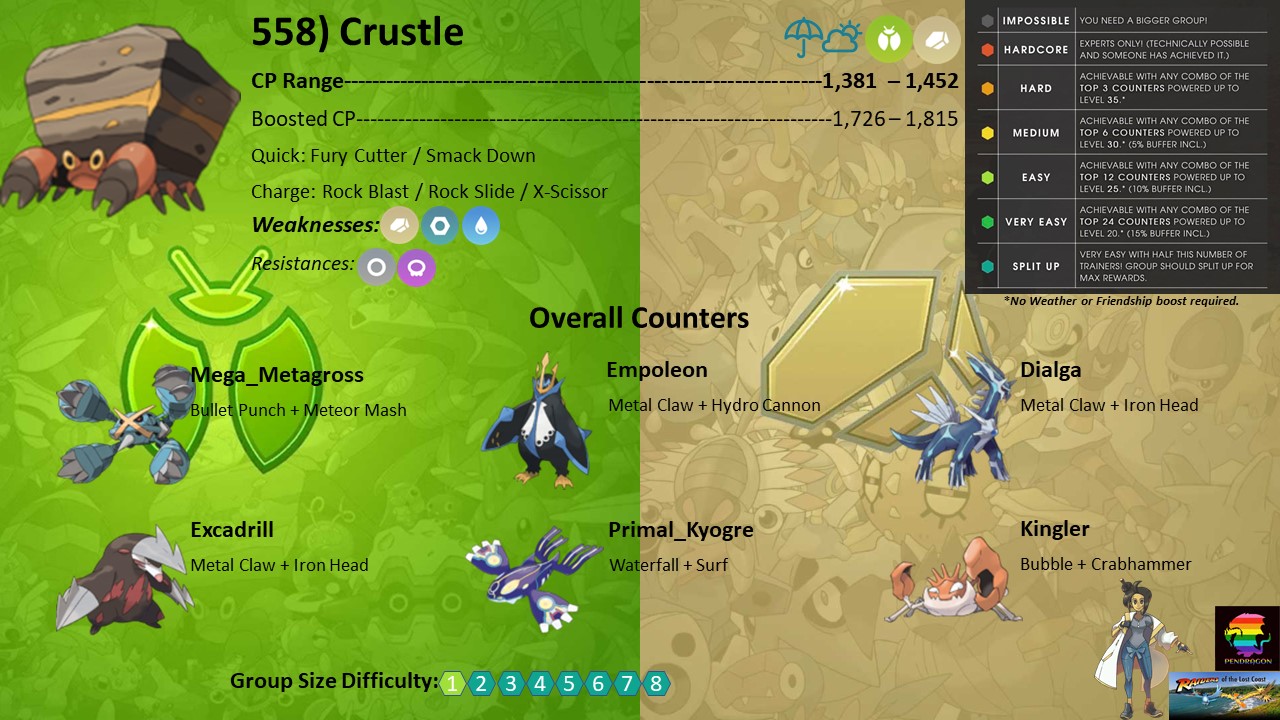 558) Crustle
CP Range---1,381 – 1,452
Boosted CP---1,726 – 1,815
Quick: Fury Cutter / Smack Down
Charge: Rock Blast / Rock Slide / X-Scissor
Weaknesses:
Resistances:
IMPOSSIBLE YOU NEED A BIGGER GROUP!
HARDCORE EXPERTS ONLY! (TECHNICALLY POSSIBLE
AND SOMEONE HAS ACHIEVED IT.)
HARD ACHIEVABLE WITH ANY COMBO OF THE
TOP 3 COUNTERS POWERED UP TO
LEVEL 35.*
MEDIUM ACHIEVABLE WITH ANY COMBO OF THE
TOP 6 COUNTERS POWERED UP TO
LEVEL 30.* (5% BUFFER INCL.)
EASY ACHIEVABLE WITH ANY COMBO OF THE
TOP 12 COUNTERS POWERED UP TO
LEVEL 25.* (10% BUFFER INCL.)
VERY EASY ACHIEVABLE WITH ANY COMBO OF THE
TOP 24 COUNTERS POWERED UP TO
LEVEL 20.* (15% BUFFER INCL.)
SPLIT UP VERY EASY WITH HALF THIS NUMBER OF
TRAINERS! GROUP SHOULD SPLIT UP FOR
MAX REWARDS.
*No Weather or Friendship boost required.
Overall Counters
Mega_Metagross
Bullet Punch + Meteor Mash
Empoleon
Metal Claw + Hydro Cannon
Dialga
Metal Claw + Iron Head
Excadrill
Metal Claw + Iron Head
Primal_Kyogre
Waterfall + Surf
Kingler
Bubble + Crabhammer
Group Size Difficulty: 1 2 3 4 5 6 7 8
PENDRAGON
RAIDERS of the Lost Coast